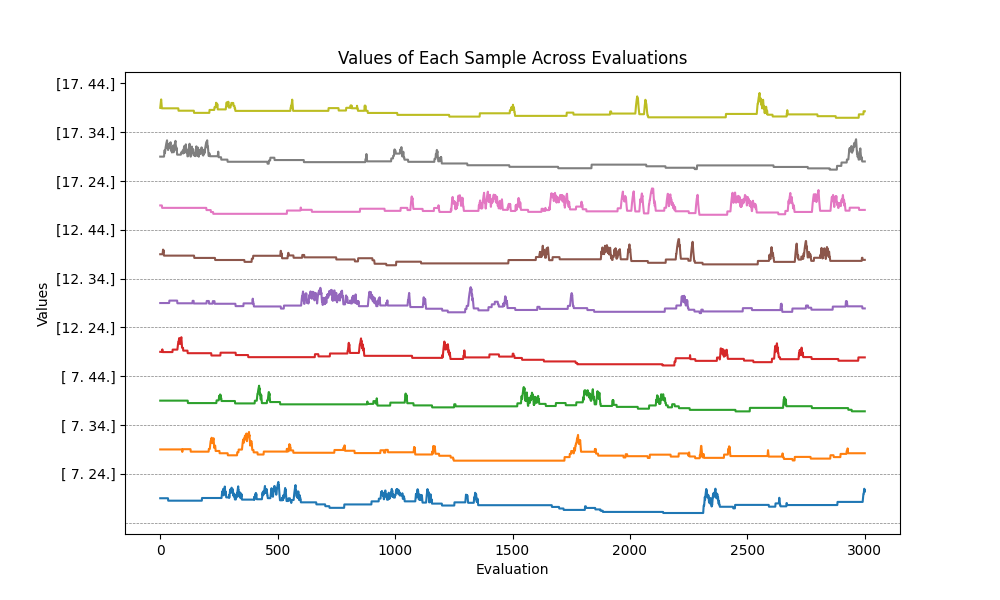 Values of Each Sample Across Evaluations
[17. 44.]
[17. 34.]
[17. 24.]
[12. 44.]
[12. 34.]
[12. 24.]
[ 7. 44.]
[ 7. 34.]
[ 7. 24.]
Values
0 500 1000 1500 2000 2500 3000
Evaluation